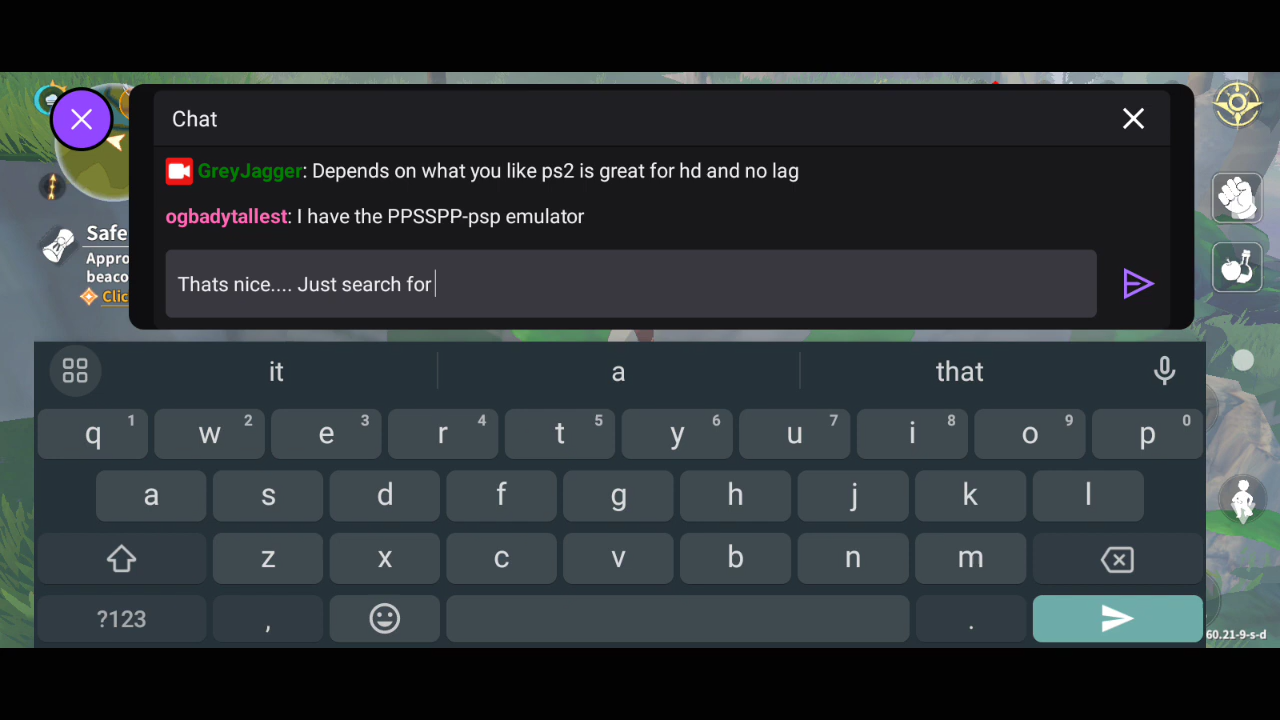 Chat
GreyJagger: Depends on what you like ps2 is great for hd and no lag
ogbadytallest: I have the PPSSPP-psp emulator
Safe
Appro
beaco
Clic
Thats nice.... Just search for
it a that
q 1 w 2 e 3 r 4 t 5 y 6 u 7 i 8 o 9 p 0
a s d f g h j k l
z x c v b n m
?123 , .
60.21-9-s-d